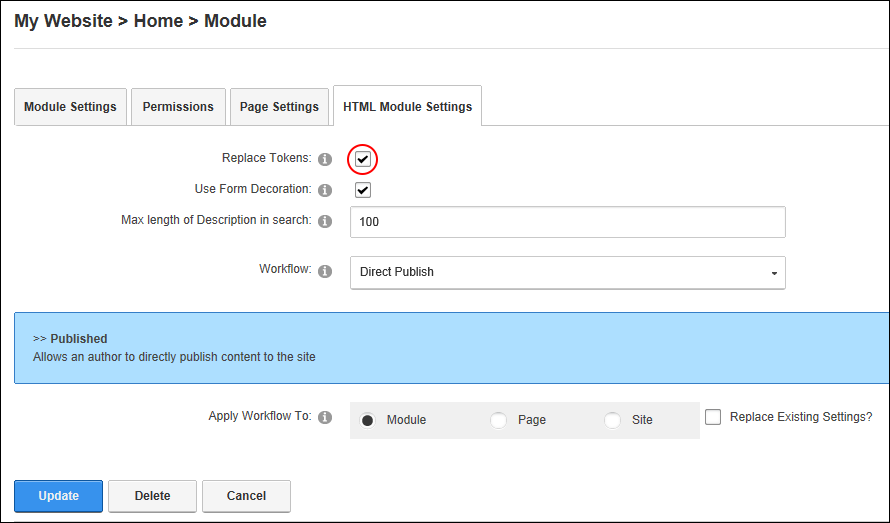 My Website > Home > Module
Module Settings Permissions Page Settings HTML Module Settings
Replace Tokens:
Use Form Decoration:
Max length of Description in search: 100
Workflow: Direct Publish
>> Published
Allows an author to directly publish content to the site
Apply Workflow To: Module Page Site Replace Existing Settings?
Update Delete Cancel